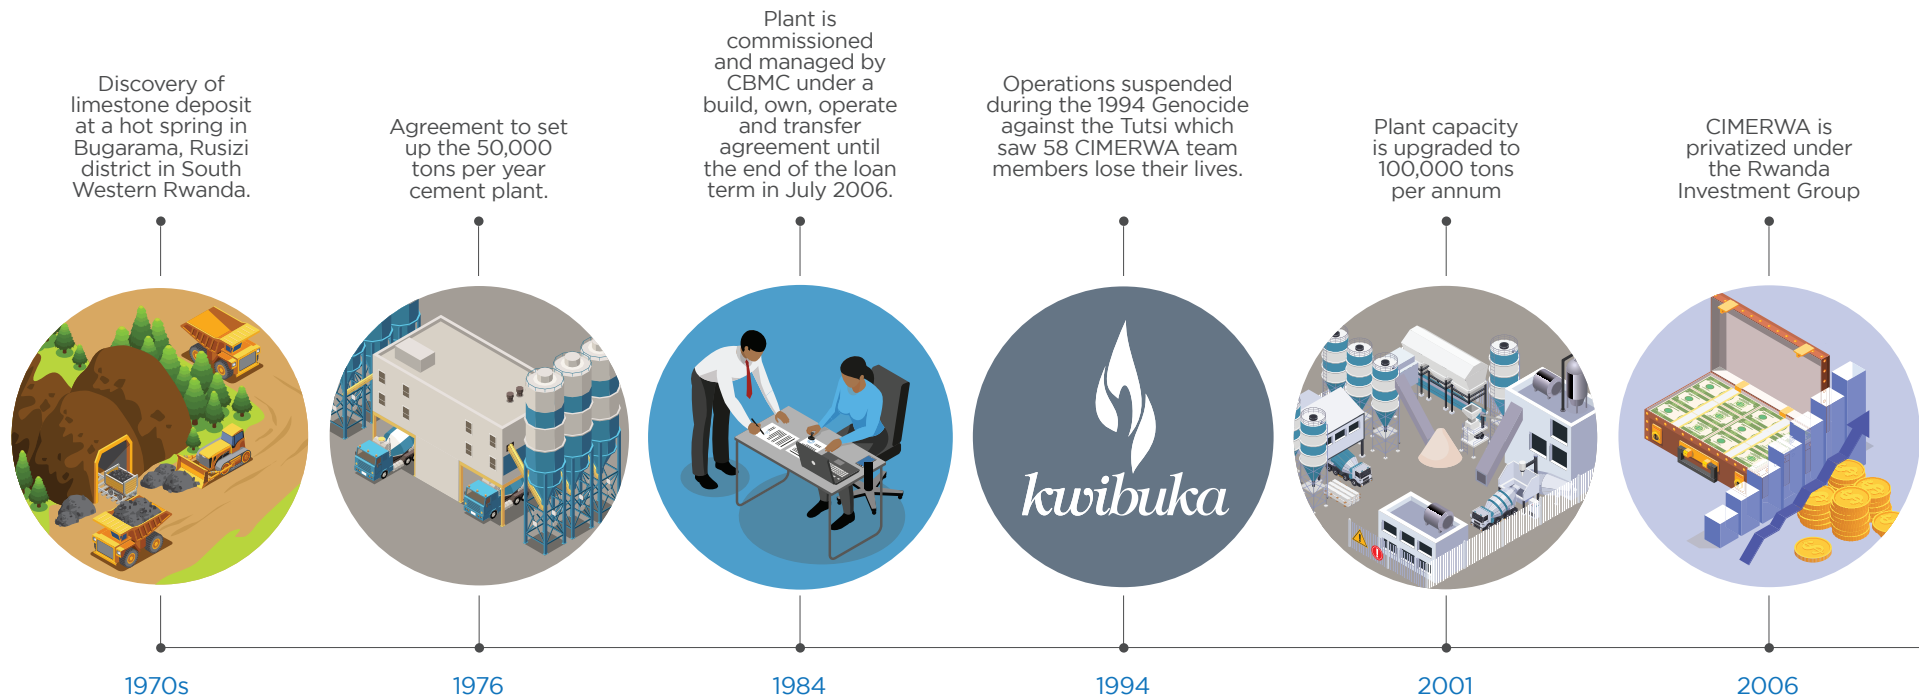 Discovery of
limestone deposit
at a hot spring in
Bugarama, Rusizi
district in South
Western Rwanda.
1970s
Agreement to set
up the 50,000
tons per year
cement plant.
1976
Plant is
commissioned
and managed by
CBMC under a
build, own, operate
and transfer
agreement until
the end of the loan
term in July 2006.
1984
Operations suspended
during the 1994 Genocide
against the Tutsi which
saw 58 CIMERWA team
members lose their lives.
kwibuka
1994
Plant capacity
is upgraded to
100,000 tons
per annum
2001
CIMERWA is
privatized under
the Rwanda
Investment Group
2006